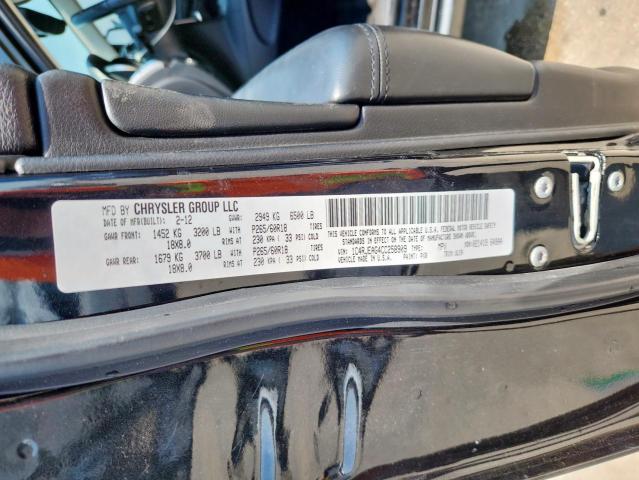 MFD BY CHRYSLER GROUP LLC
DATE OF MFR(BUILT): 2-12 GVWR: 2949 KG 6500 LB
GAWR FRONT: 1452 KG 3200 LB WITH P265/60R18 TIRES
18X8.0 RIMS AT 230 KPA ( 33 PSI) COLD
GAWR REAR: 1679 KG 3700 LB WITH P265/60R18 TIRES
18X8.0 RIMS AT 230 KPA ( 33 PSI) COLD
THIS VEHICLE CONFORMS TO ALL APPLICABLE FEDERAL MOTOR VEHICLE SAFETY
STANDARDS IN EFFECT ON THE DATE OF MANUFACTURE SHOWN ABOVE.
VIN: TYPE: MPV
VEHICLE MADE IN U.S.A. PAINT: PXR